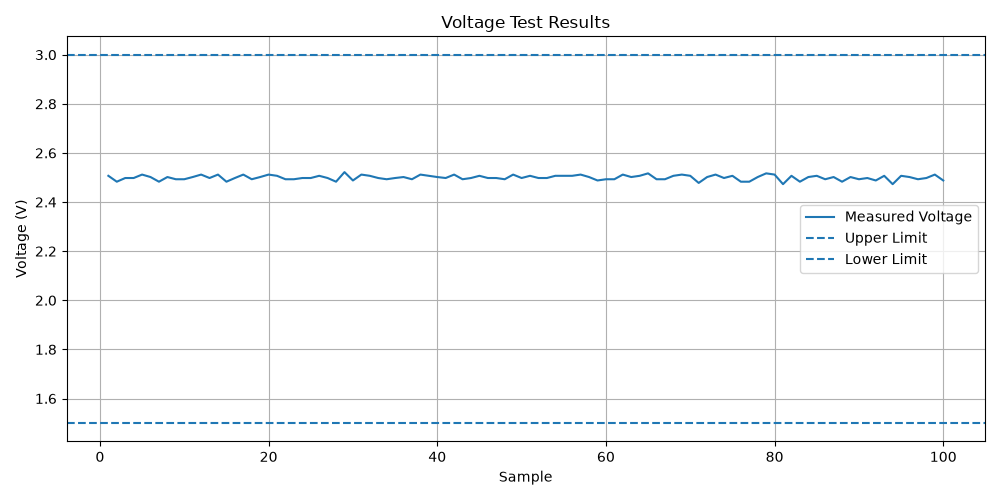 Voltage Test Results
3.0
2.8
2.6
2.4
2.2
2.0
1.8
1.6
Voltage (V)
Measured Voltage
Upper Limit
Lower Limit
0 20 40 60 80 100
Sample